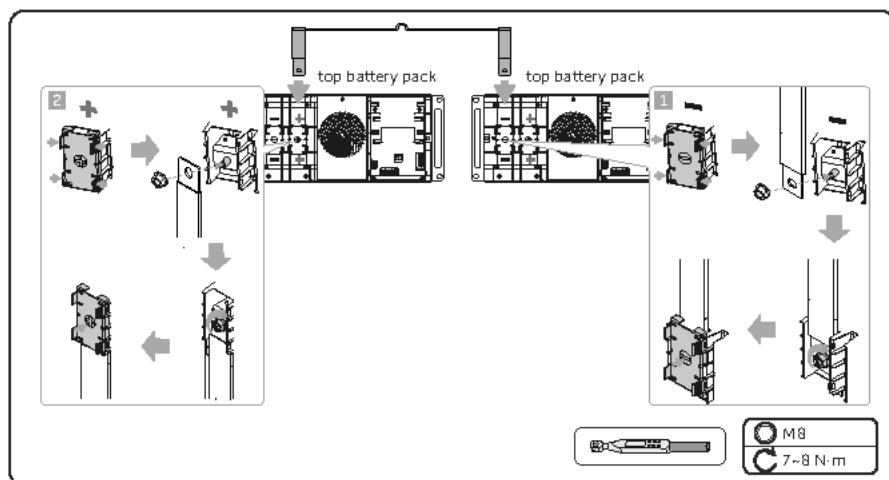 top battery pack
top battery pack
2
+
+
1
−
−
+
−
+
−
M8
7~8 N·m